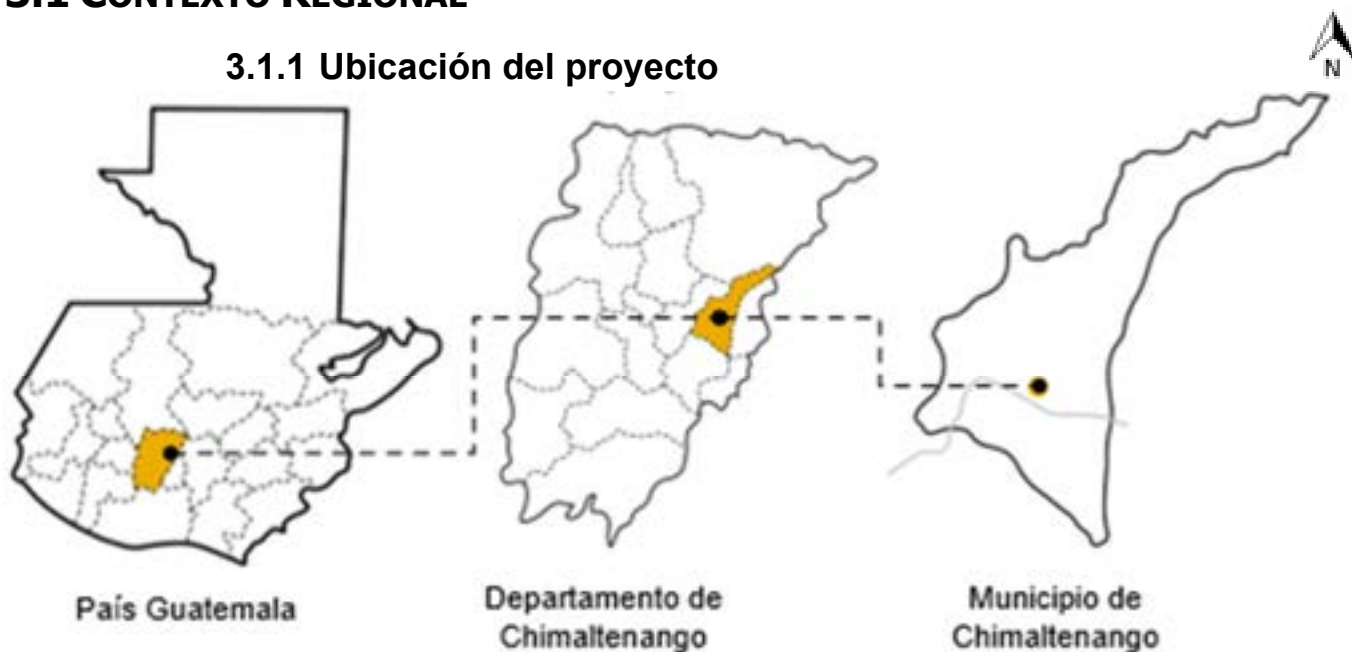 3.1 CONTEXTO REGIONAL
3.1.1 Ubicación del proyecto
N
País Guatemala
Departamento de
Chimaltenango
Municipio de
Chimaltenango